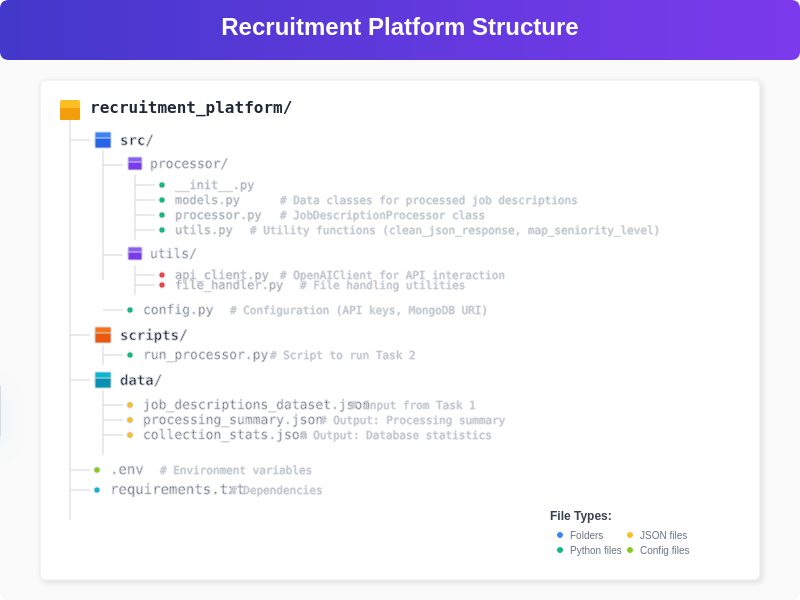 Recruitment Platform Structure
recruitment_platform/
src/
processor/
__init__.py
models.py # Data classes for processed job descriptions
processor.py # JobDescriptionProcessor class
utils.py # Utility functions (clean_json_response, map_seniority_level)
utils/
api_client.py # OpenAIClient for API interaction
file_handler.py # File handling utilities
config.py # Configuration (API keys, MongoDB URI)
scripts/
run_processor.py # Script to run Task 2
data/
job_descriptions_dataset.json # Input from Task 1
processing_summary.json # Output: Processing summary
collection_stats.json # Output: Database statistics
.env # Environment variables
requirements.txt # Dependencies
File Types:
Folders JSON files
Python files Config files